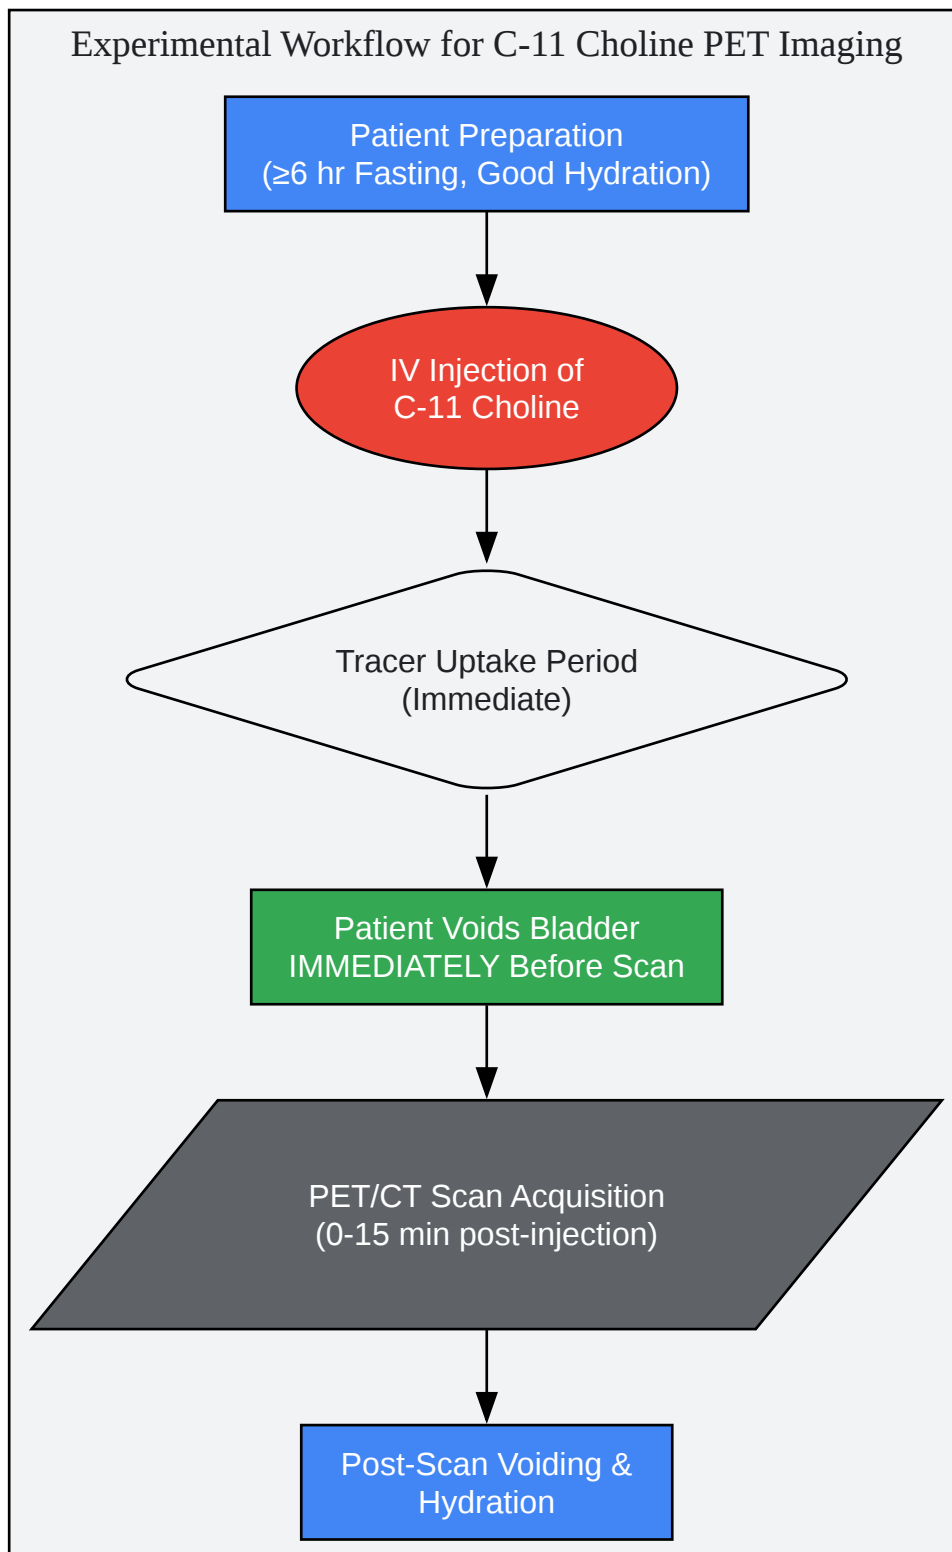 Experimental Workflow for C-11 Choline PET Imaging
Patient Preparation
(≥6 hr Fasting, Good Hydration)
IV Injection of
C-11 Choline
Tracer Uptake Period
(Immediate)
Patient Voids Bladder
IMMEDIATELY Before Scan
PET/CT Scan Acquisition
(0-15 min post-injection)
Post-Scan Voiding &
Hydration